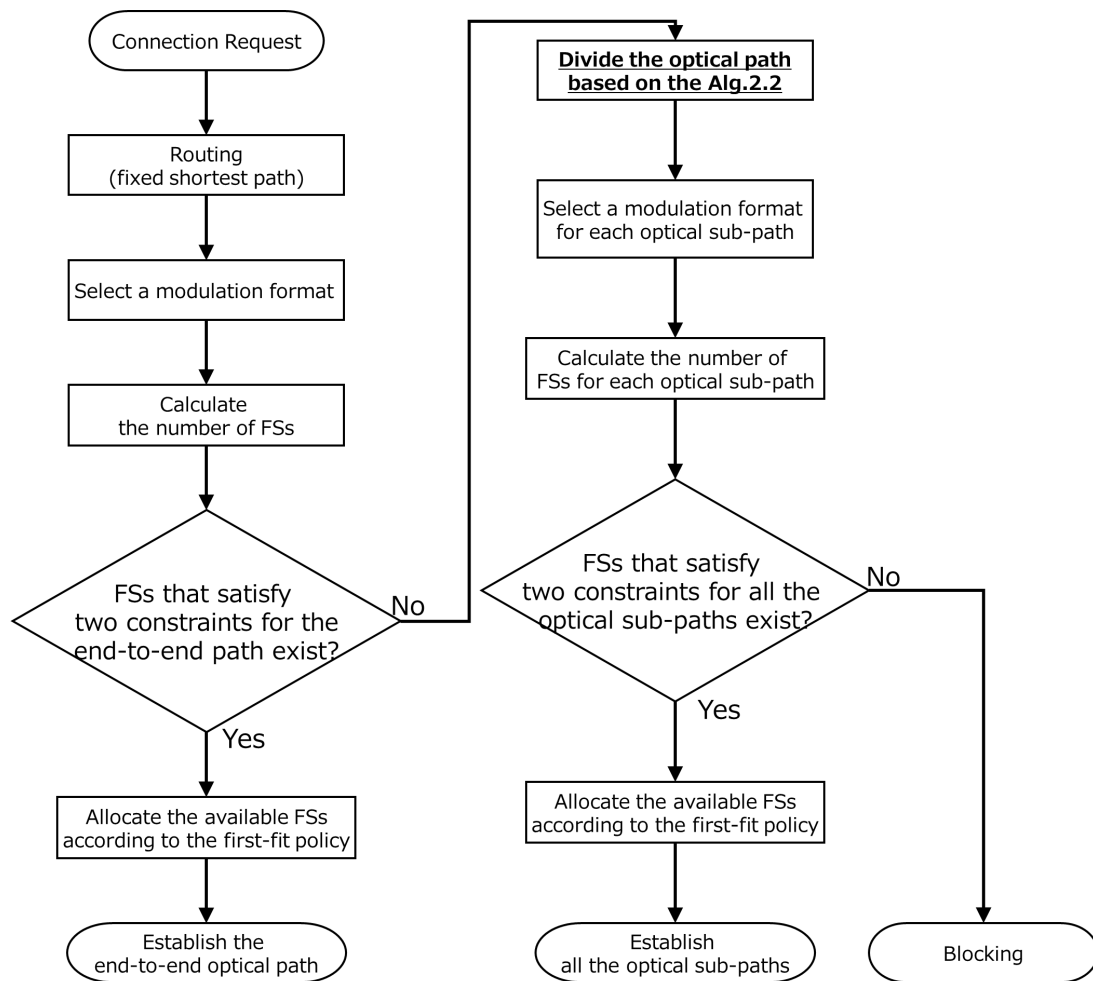 Connection Request
Routing
(fixed shortest path)
Select a modulation format
Calculate
the number of FSs
FSs that satisfy
two constraints for the
end-to-end path exist?
No
Yes
Allocate the available FSs
according to the first-fit policy
Establish the
end-to-end optical path
Divide the optical path
based on the Alg.2.2
Select a modulation format
for each optical sub-path
Calculate the number of
FSs for each optical sub-path
FSs that satisfy
two constraints for all the
optical sub-paths exist?
No
Yes
Allocate the available FSs
according to the first-fit policy
Establish
all the optical sub-paths
Blocking